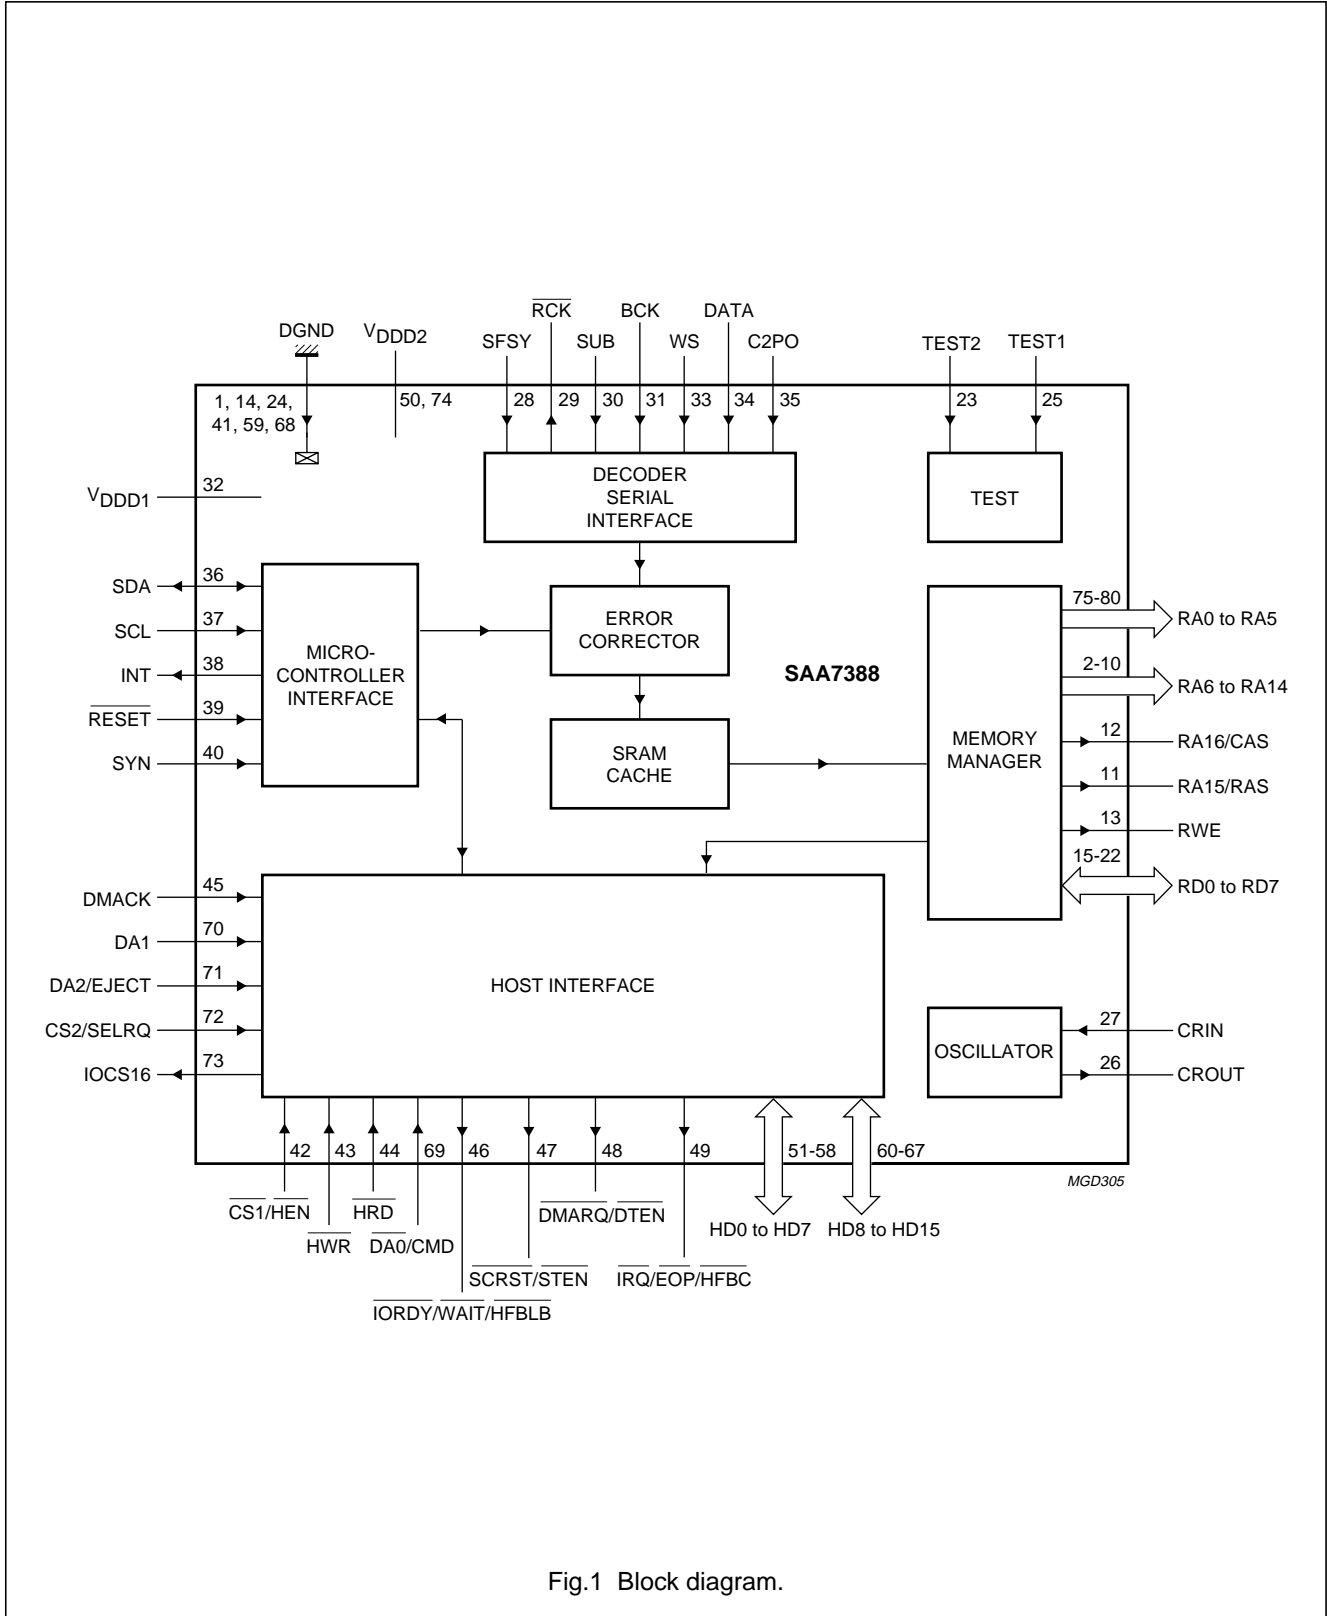 RCK BCK DATA
DGND VDDD2 SFSY SUB WS C2PO TEST2 TEST1
1, 14, 24,
41, 59, 68
50, 74
28 29 30 31 33 34 35
23 25
DECODER
SERIAL
INTERFACE
TEST
VDDD1 32
SDA 36
SCL 37
INT 38
RESET 39
SYN 40
MICRO-
CONTROLLER
INTERFACE
ERROR
CORRECTOR
SRAM
CACHE
SAA7388
MEMORY
MANAGER
75-80 RA0 to RA5
2-10 RA6 to RA14
12 RA16/CAS
11 RA15/RAS
13 RWE
15-22 RD0 to RD7
DMACK 45
DA1 70
DA2/EJECT 71
CS2/SELRQ 72
IOCS16 73
HOST INTERFACE
OSCILLATOR
27 CRIN
26 CROUT
42 43 44 69 46 47 48 49 51-58 60-67
MGD305
CS1/HEN HRD DMARQ/DTEN HD0 to HD7 HD8 to HD15
HWR DA0/CMD
SCRST/STEN IRQ/EOP/HFBC
IORDY/WAIT/HFBLB
Fig.1 Block diagram.